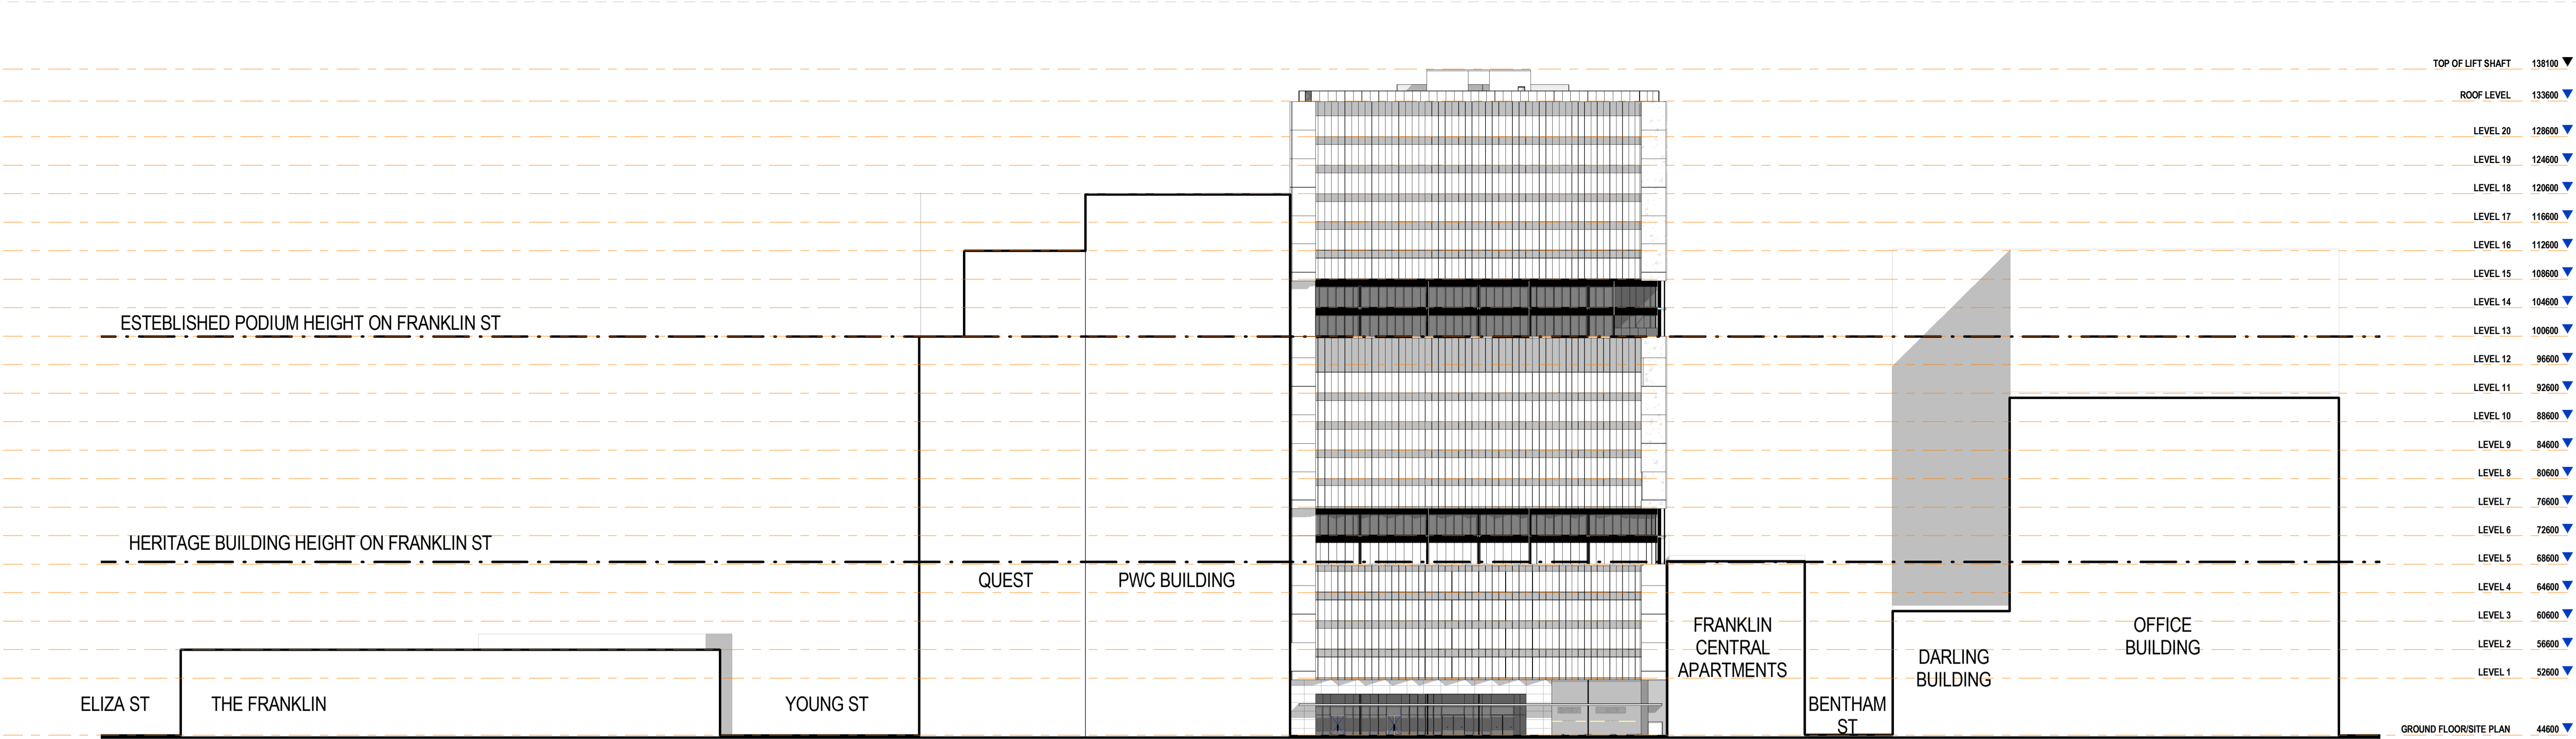 TOP OF LIFT SHAFT 138100
ROOF LEVEL 133600
LEVEL 20 128600
LEVEL 19 124600
LEVEL 18 120600
LEVEL 17 116600
LEVEL 16 112600
LEVEL 15 108600
LEVEL 14 104600
ESTEBLISHED PODIUM HEIGHT ON FRANKLIN ST
LEVEL 13 100600
LEVEL 12 96600
LEVEL 11 92600
LEVEL 10 88600
LEVEL 9 84600
LEVEL 8 80600
LEVEL 7 76600
LEVEL 6 72600
HERITAGE BUILDING HEIGHT ON FRANKLIN ST
LEVEL 5 68600
QUEST
PWC BUILDING
LEVEL 4 64600
LEVEL 3 60600
FRANKLIN
CENTRAL
APARTMENTS
OFFICE
BUILDING
LEVEL 2 56600
DARLING
BUILDING
LEVEL 1 52600
ELIZA ST
THE FRANKLIN
YOUNG ST
BENTHAM
ST
GROUND FLOOR/SITE PLAN 44600